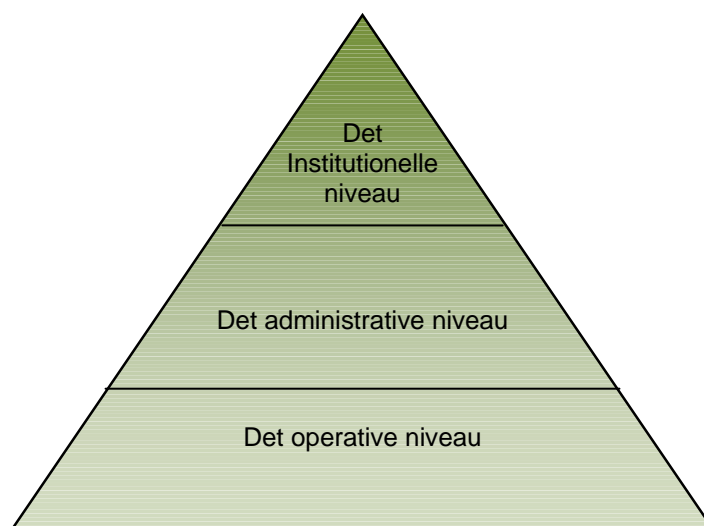 Det
Institutionelle
niveau
Det administrative niveau
Det operative niveau